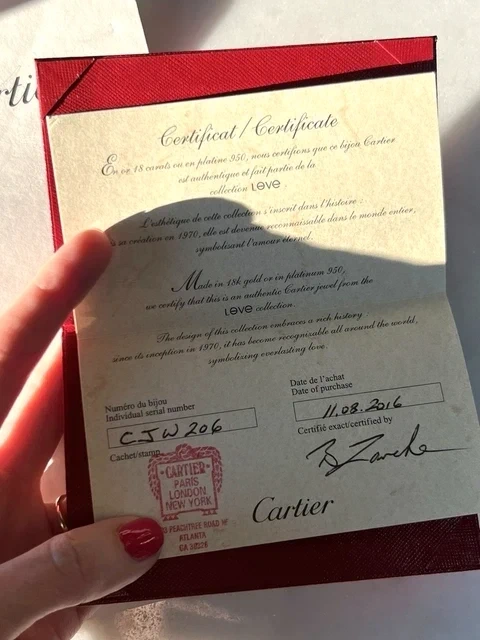 Certificat / Certificate
En or 18 carats ou en platine 950, nous certifions que ce bijou Cartier
est authentique et fait partie de la
collection LOVE
L'esthétique de cette collection s'inscrit dans l'histoire :
sa création en 1970, elle est devenue reconnaissable dans le monde entier,
symbolisant l'amour éternel.
Made in 18k gold or in platinum 950,
we certify that this is an authentic Cartier jewel from the
LOVE collection.
The design of this collection embraces a rich history
since its inception in 1970, it has become recognizable all around the world,
symbolizing everlasting love.
Numéro du bijou
Individual serial number
CJW206
Cachet/stamp
Date de l'achat
Date of purchase
11.08.2016
Certifié exact/certified by
CARTIER
PARIS
LONDON
NEW YORK
PEACHTREE ROAD NE
ATLANTA
GA
Cartier